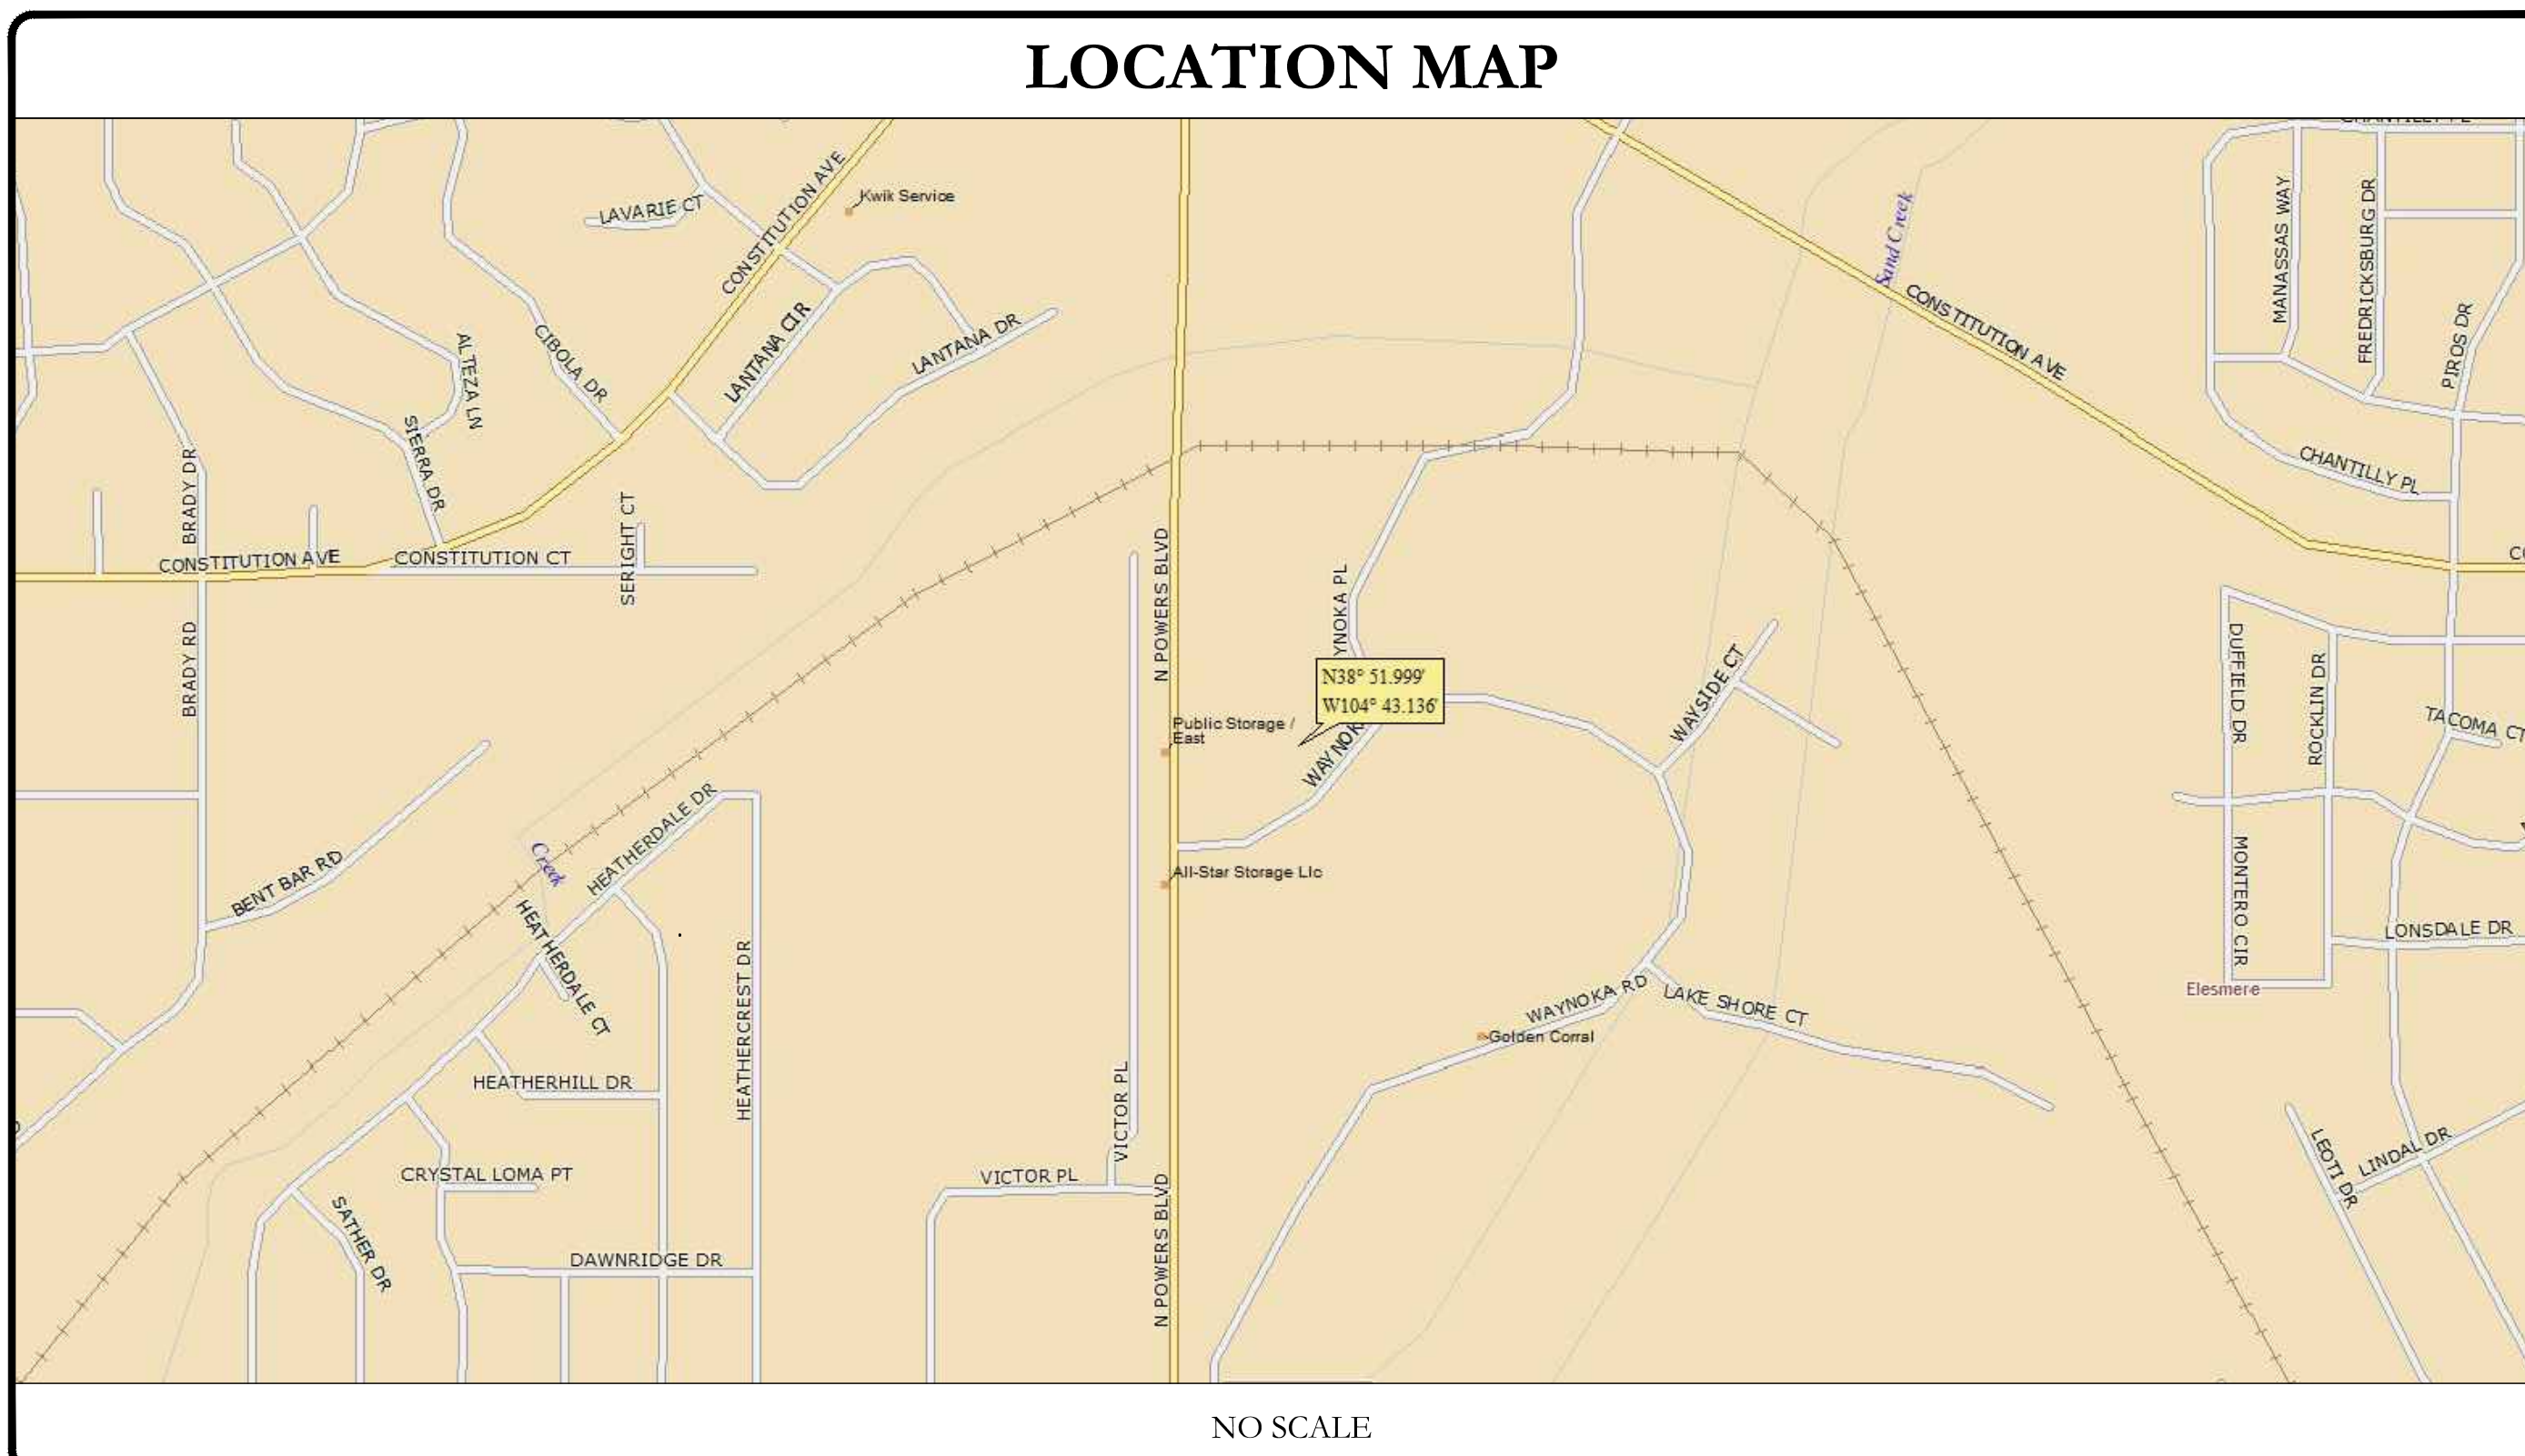 LOCATION MAP
CHANTILLY PL
CONSTITUTION AVE
Kwik Service
LAVARIE CT
Sand Creek
MANASSAS WAY
FREDRICKSBURG DR
CONSTITUTION AVE
PIROS DR
LANTANA CIR
LANTANA DR
CIBOLA DR
ALTEZA LN
SIERRA DR
BRADY DR
CHANTILLY PL
CONSTITUTION AVE
CONSTITUTION CT
SERIGHT CT
N POWERS BLVD
YNOKA PL
BRADY RD
N38° 51.999'
W104° 43.136'
WAYSIDE CT
DUFFIELD DR
ROCKLIN DR
TACOMA CT
Public Storage /
East
WAYNOK
HEATHERDALE DR
Creek
BENT BAR RD
All-Star Storage Llc
MONTERO CIR
LONSDALE DR
HEATHERDALE CT
HEATHERCREST DR
Elesmere
WAYNOKA RD
LAKE SHORE CT
Golden Corral
HEATHERHILL DR
VICTOR PL
CRYSTAL LOMA PT
VICTOR PL
LEOTI DR
LINDAL DR
SATHER DR
N POWERS BLVD
DAWNRIDGE DR
NO SCALE